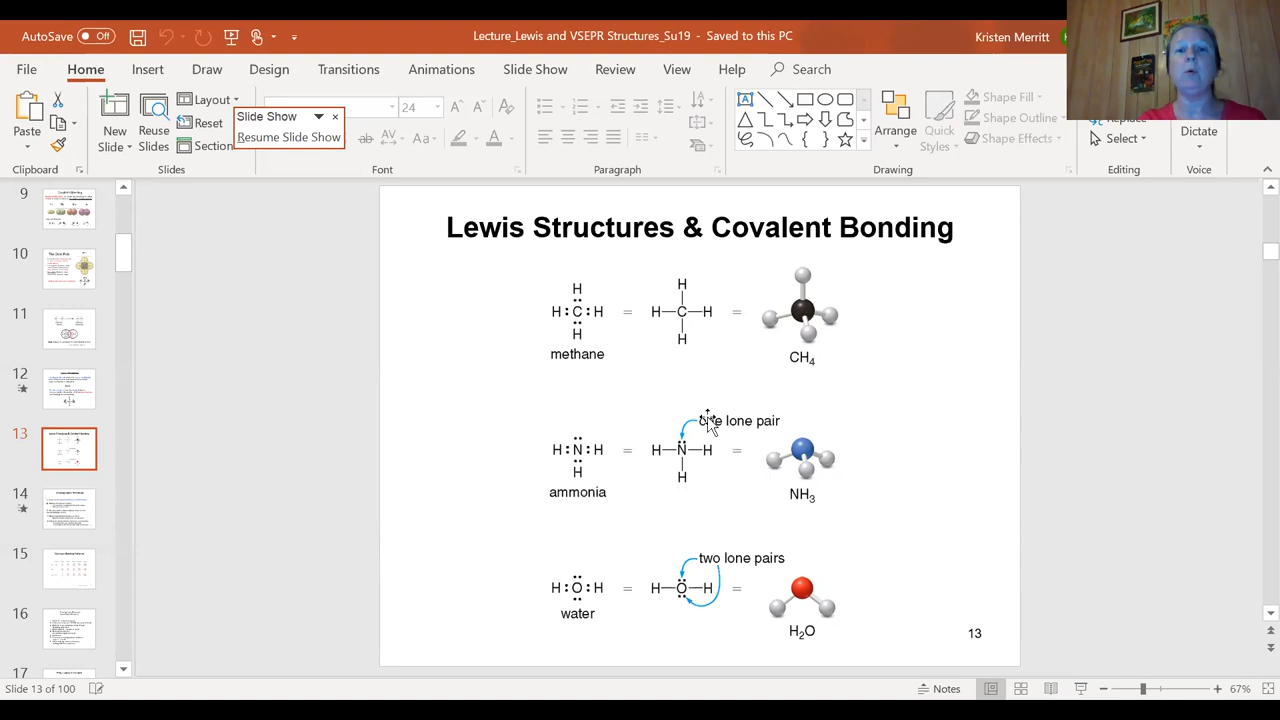 AutoSave Off
Lecture_Lewis and VSEPR Structures_Su19 - Saved to this PC
Kristen Merritt
File Home Insert Draw Design Transitions Animations Slide Show Review View Help Search
Paste
Clipboard
New Slide
Reuse Slides
Layout
Reset
Section
Slides
Slide Show
Resume Slide Show
24
Aa
Font
Paragraph
Arrange
Quick Styles
Shape Fill
Shape Outline
Shape Effects
Drawing
Replace
Select
Editing
Dictate
Voice
9
10
11
12
13
14
15
16
17
Lewis Structures & Covalent Bonding
H
H:C:H = H—C—H =
H
methane
CH₄
one lone pair
H:N:H = H—N—H =
H
ammonia
NH₃
two lone pairs
H:O:H = H—O—H =
water
H₂O
13
Slide 13 of 100
Notes
67%